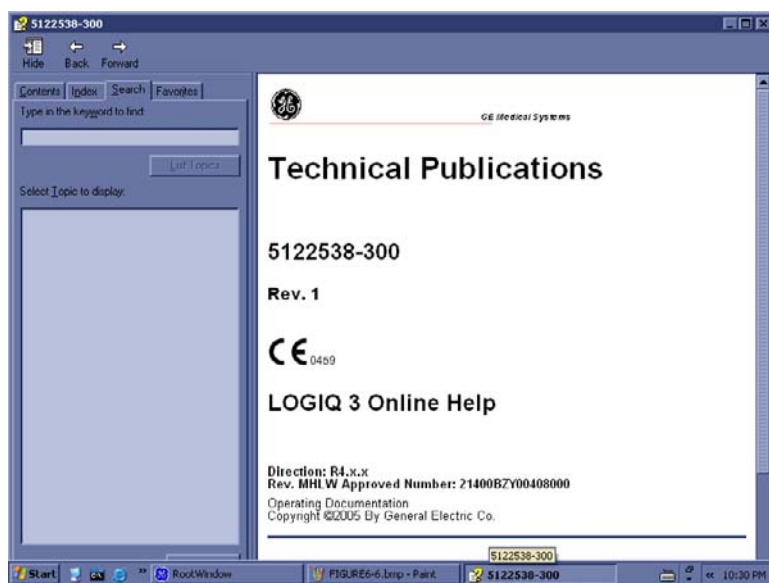 5122538-300
Hide Back Forward
Contents Index Search Favorites
Type in the keyword to find:
List Topics
Select Topic to display:
GE Medical Systems
Technical Publications
5122538-300
Rev. 1
CE 0459
LOGIQ 3 Online Help
Direction: R4.x.x
Rev. MHLW Approved Number: 21400BZY00408000
Operating Documentation
Copyright ©2005 By General Electric Co.
5122538-300
Start » RootWindow FIGURE6-6.bmp - Paint 5122538-300 « 10:30 PM